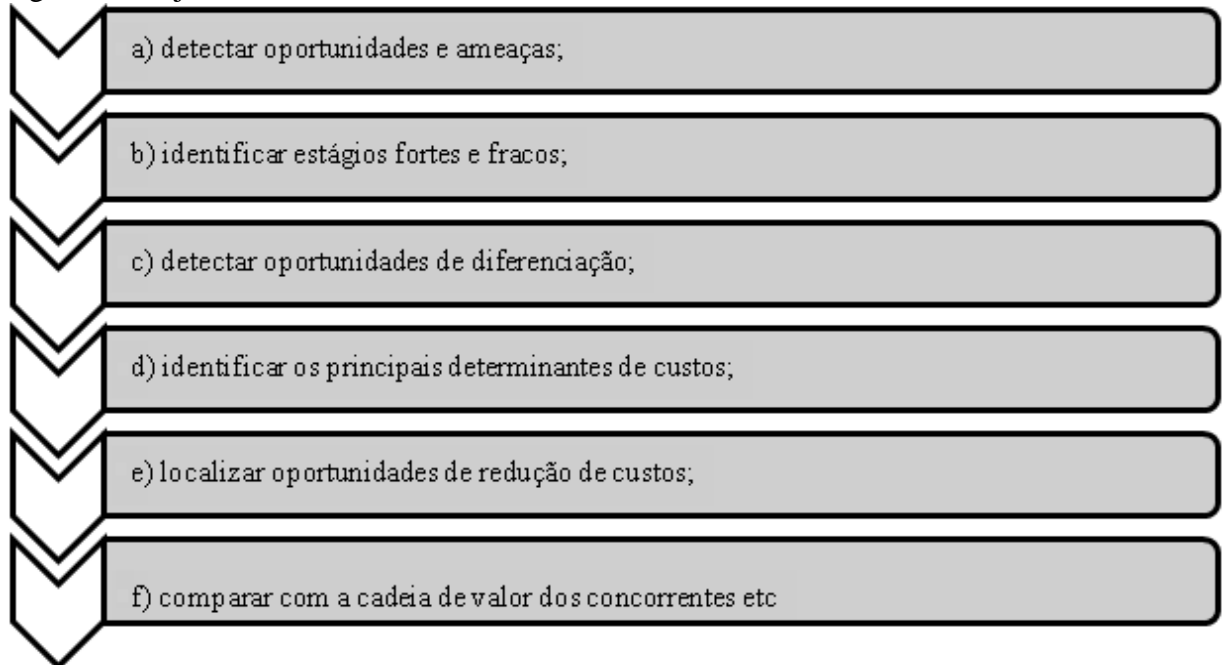 a) detectar oportunidades e ameaças;
b) identificar estágios fortes e fracos;
c) detectar oportunidades de diferenciação;
d) identificar os principais determinantes de custos;
e) localizar oportunidades de redução de custos;
f) comparar com a cadeia de valor dos concorrentes etc